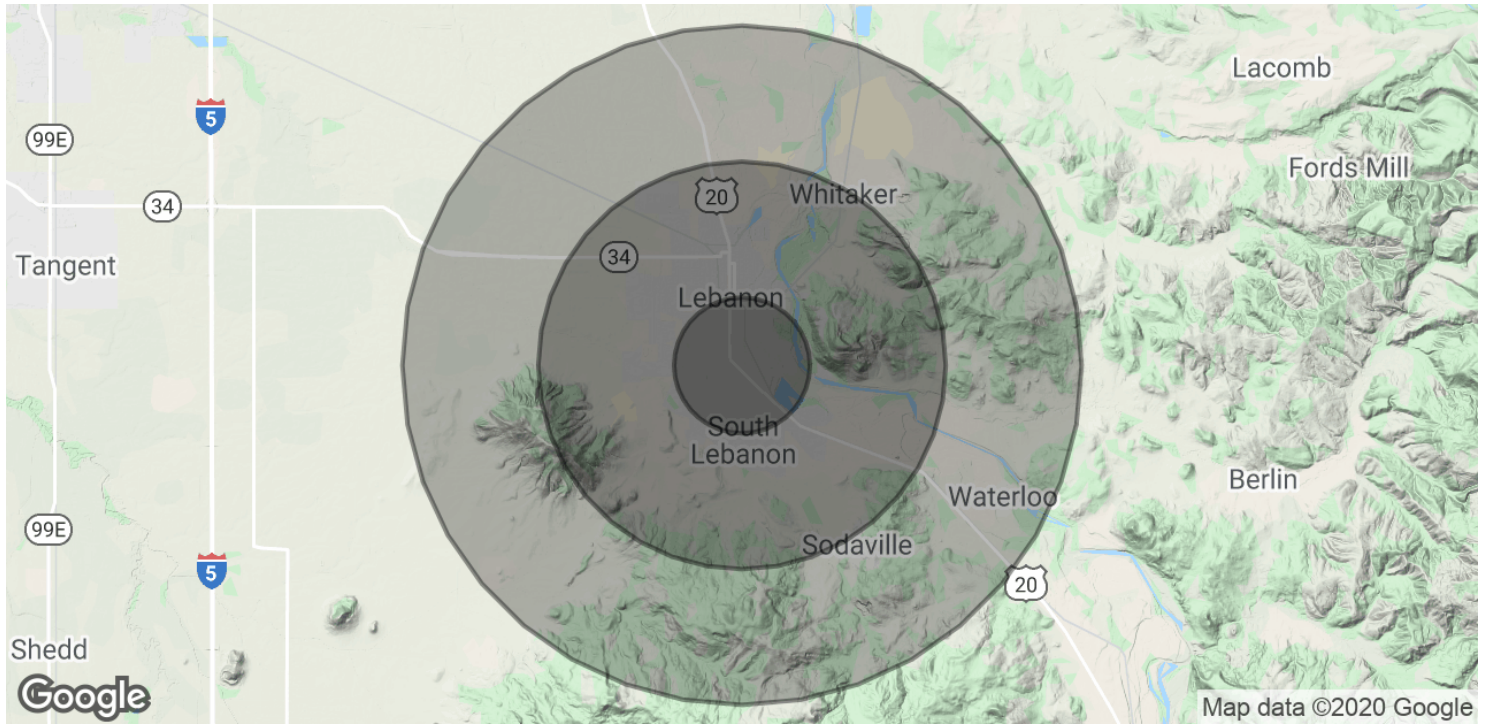 Lacomb
5
99E
Fords Mill
Whitaker
20
34
34
Tangent
Lebanon
South
Lebanon
Berlin
Waterloo
99E
Sodaville
5
20
Shedd
Google
Map data ©2020 Google